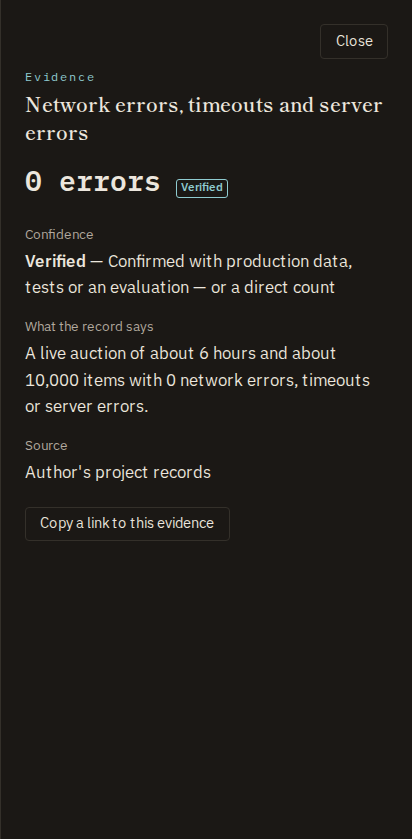 Close
Evidence
Network errors, timeouts and server
errors
0 errors Verified
Confidence
Verified — Confirmed with production data,
tests or an evaluation — or a direct count
What the record says
A live auction of about 6 hours and about
10,000 items with 0 network errors, timeouts
or server errors.
Source
Author's project records
Copy a link to this evidence